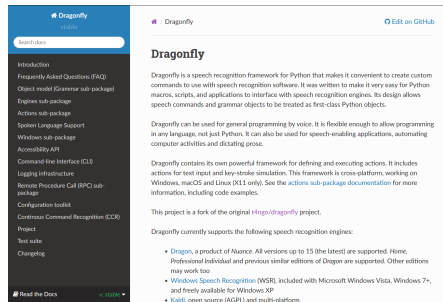 Dragonfly
stable
Search docs
Introduction
Frequently Asked Questions (FAQ)
Object model (Grammar sub-package)
Engines sub-package
Actions sub-package
Spoken Language Support
Windows sub-package
Accessibility API
Command-line Interface (CLI)
Logging infrastructure
Remote Procedure Call (RPC) sub-
package
Configuration toolkit
Continous Command Recognition (CCR)
Project
Test suite
Changelog
Read the Docs
v: stable
/ Dragonfly
Edit on GitHub
Dragonfly
Dragonfly is a speech recognition framework for Python that makes it convenient to create custom
commands to use with speech recognition software. It was written to make it very easy for Python
macros, scripts, and applications to interface with speech recognition engines. Its design allows
speech commands and grammar objects to be treated as first-class Python objects.
Dragonfly can be used for general programming by voice. It is flexible enough to allow programming
in any language, not just Python. It can also be used for speech-enabling applications, automating
computer activities and dictating prose.
Dragonfly contains its own powerful framework for defining and executing actions. It includes
actions for text input and key-stroke simulation. This framework is cross-platform, working on
Windows, macOS and Linux (X11 only). See the actions sub-package documentation for more
information, including code examples.
This project is a fork of the original t4ngo/dragonfly project.
Dragonfly currently supports the following speech recognition engines:
• Dragon, a product of Nuance. All versions up to 15 (the latest) are supported. Home,
Professional Individual and previous similar editions of Dragon are supported. Other editions
may work too
• Windows Speech Recognition (WSR), included with Microsoft Windows Vista, Windows 7+,
and freely available for Windows XP
• Kaldi, open source (AGPL) and multi-platform.